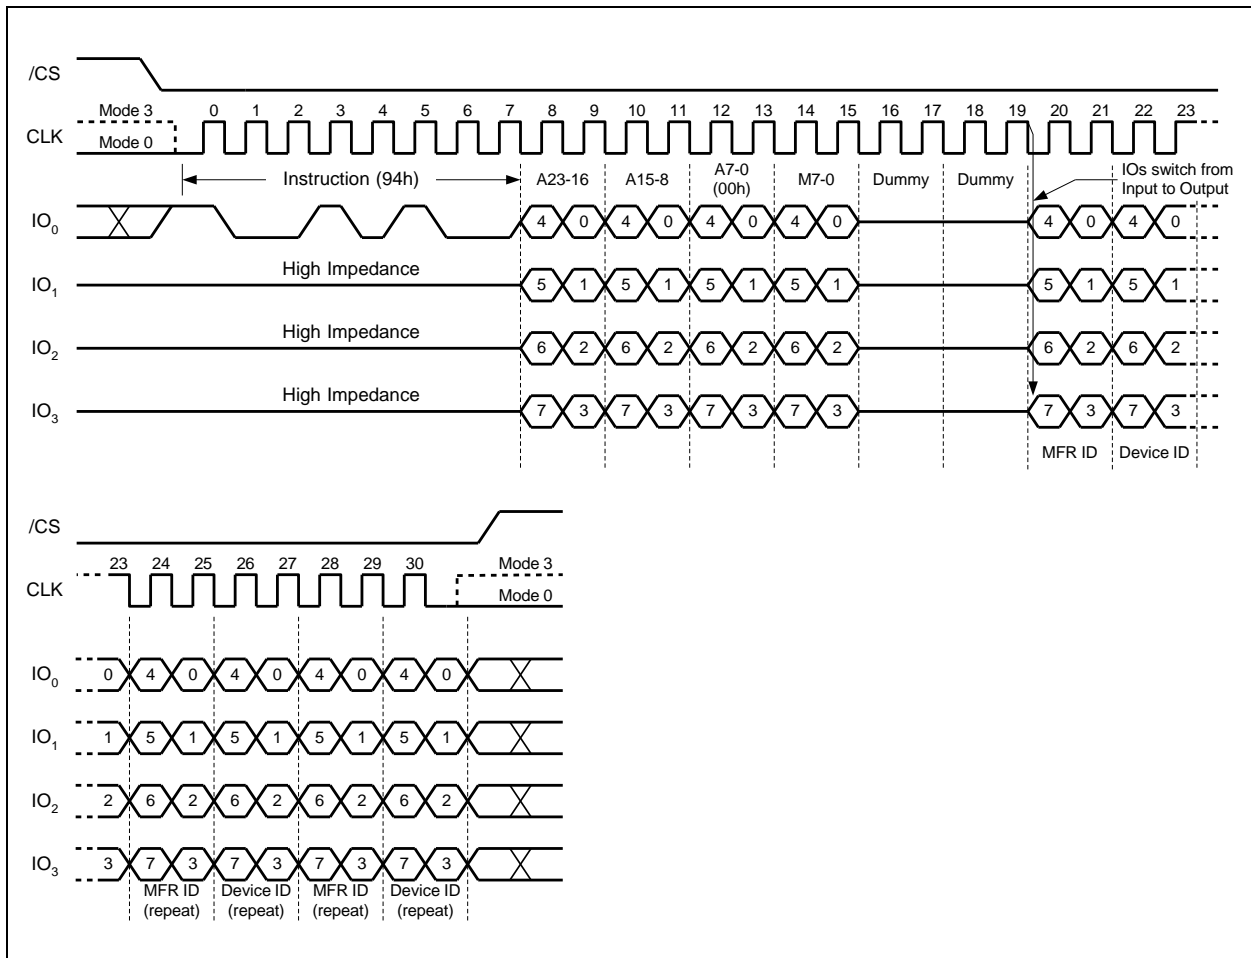 /CS
Mode 3 0 1 2 3 4 5 6 7 8 9 10 11 12 13 14 15 16 17 18 19 20 21 22 23
CLK
Mode 0
Instruction (94h) A23-16 A15-8 A7-0 (00h) M7-0 Dummy Dummy IOs switch from Input to Output
IO0 4 0 4 0 4 0 4 0 4 0 4 0
High Impedance
IO1 5 1 5 1 5 1 5 1 5 1 5 1
High Impedance
IO2 6 2 6 2 6 2 6 2 6 2 6 2
High Impedance
IO3 7 3 7 3 7 3 7 3 7 3 7 3
MFR ID Device ID
/CS
23 24 25 26 27 28 29 30 Mode 3
CLK
Mode 0
IO0 0 4 0 4 0 4 0 4 0
IO1 1 5 1 5 1 5 1 5 1
IO2 2 6 2 6 2 6 2 6 2
IO3 3 7 3 7 3 7 3 7 3
MFR ID Device ID MFR ID Device ID
(repeat) (repeat) (repeat) (repeat)